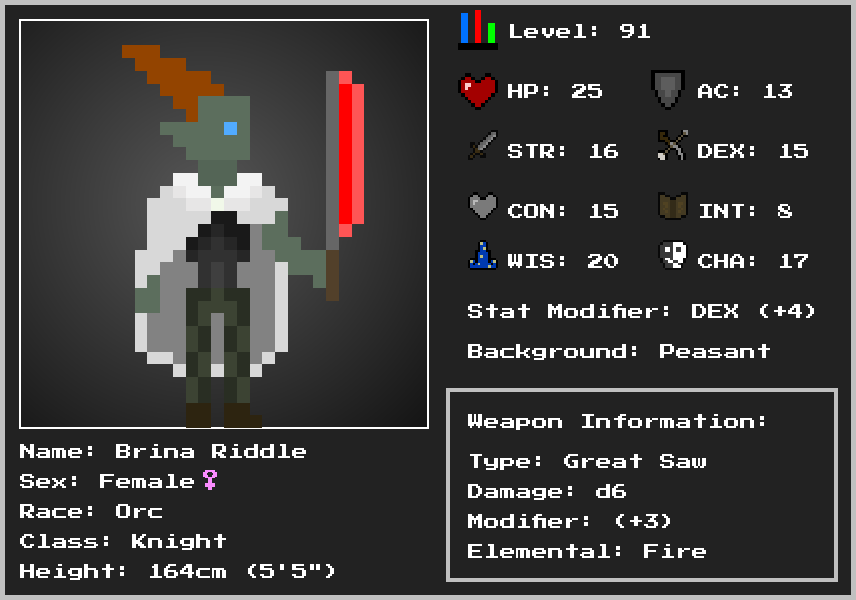 Level: 91
HP: 25
AC: 13
STR: 16
DEX: 15
CON: 15
INT: 8
WIS: 20
CHA: 17
Stat Modifier: DEX (+4)
Background: Peasant
Weapon Information:
Type: Great Saw
Damage: d6
Modifier: (+3)
Elemental: Fire
Name: Brina Riddle
Sex: Female♀
Race: Orc
Class: Knight
Height: 164cm (5'5")